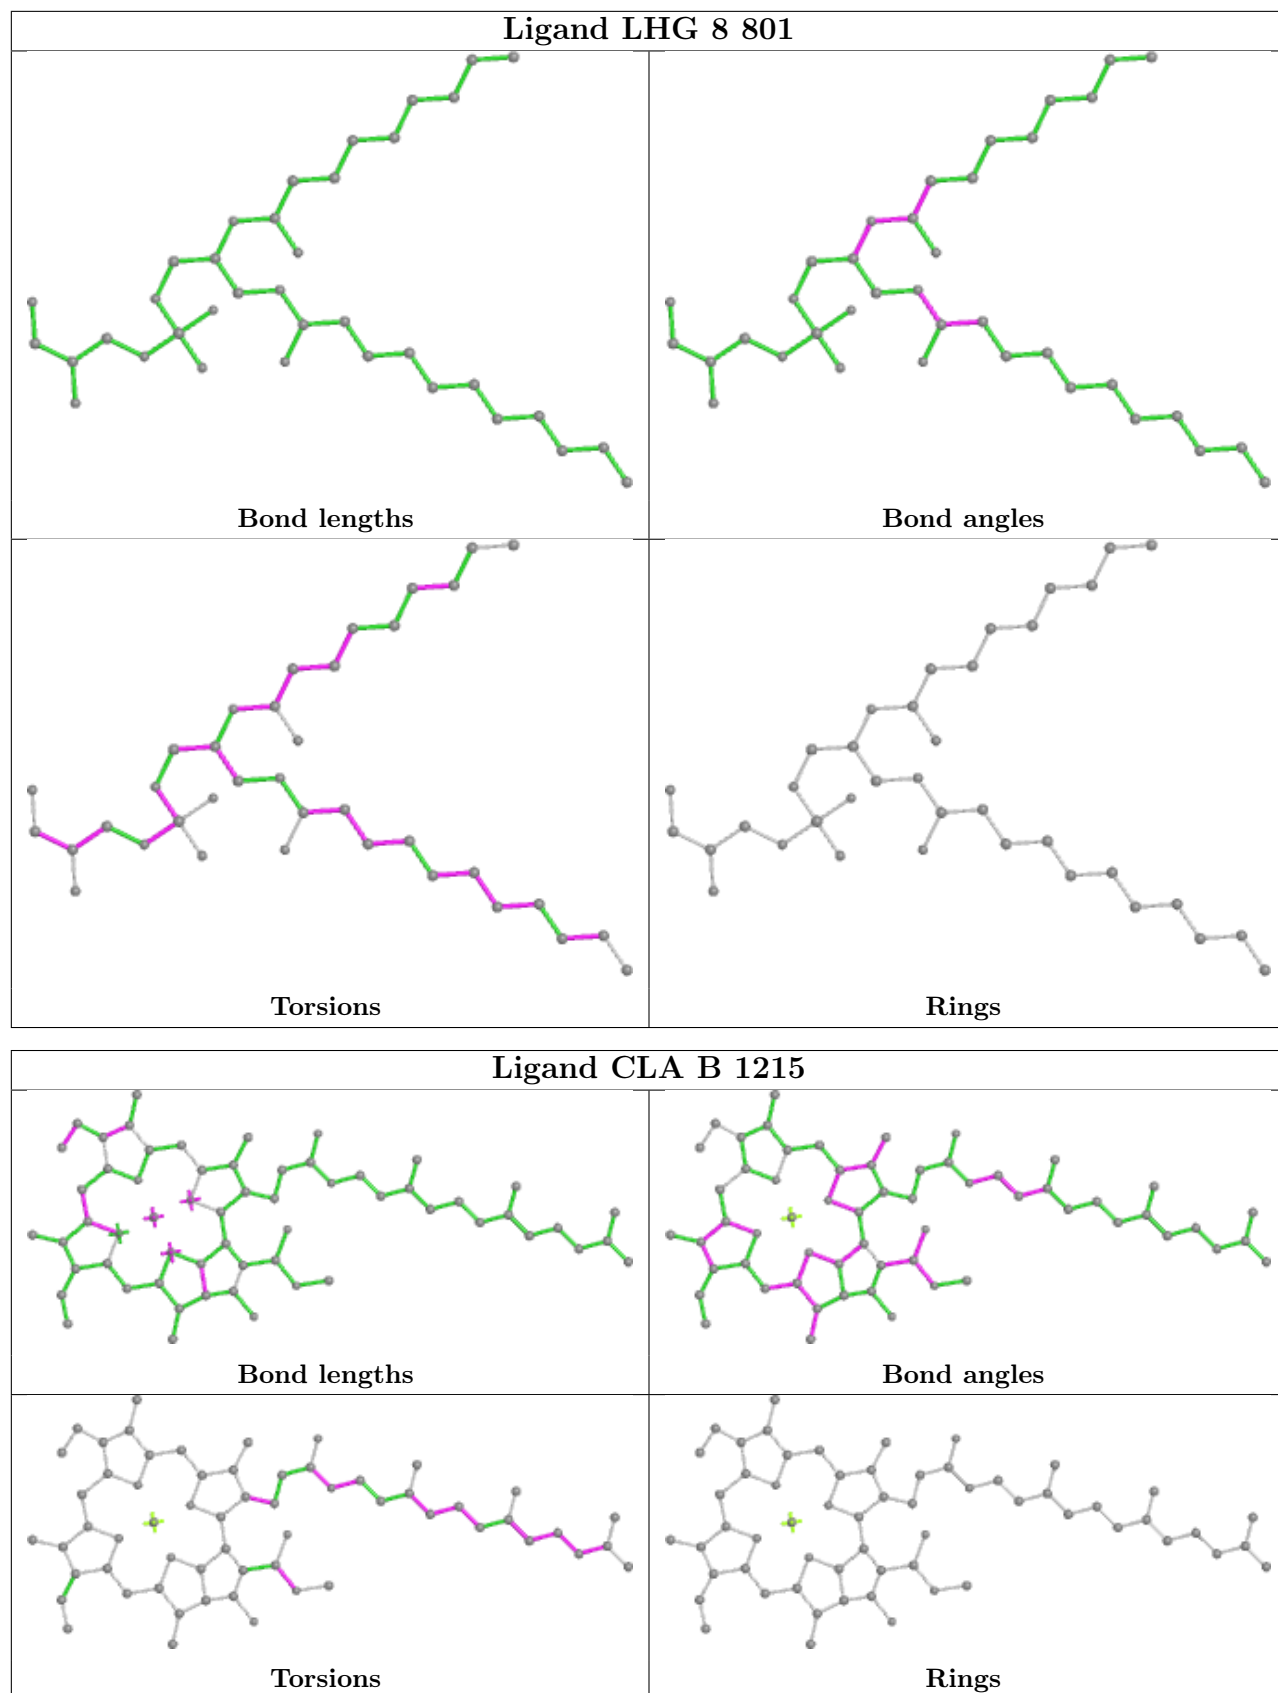 Ligand LHG 8 801
Bond lengths
Bond angles
Torsions
Rings
Ligand CLA B 1215
Bond lengths
Bond angles
Torsions
Rings